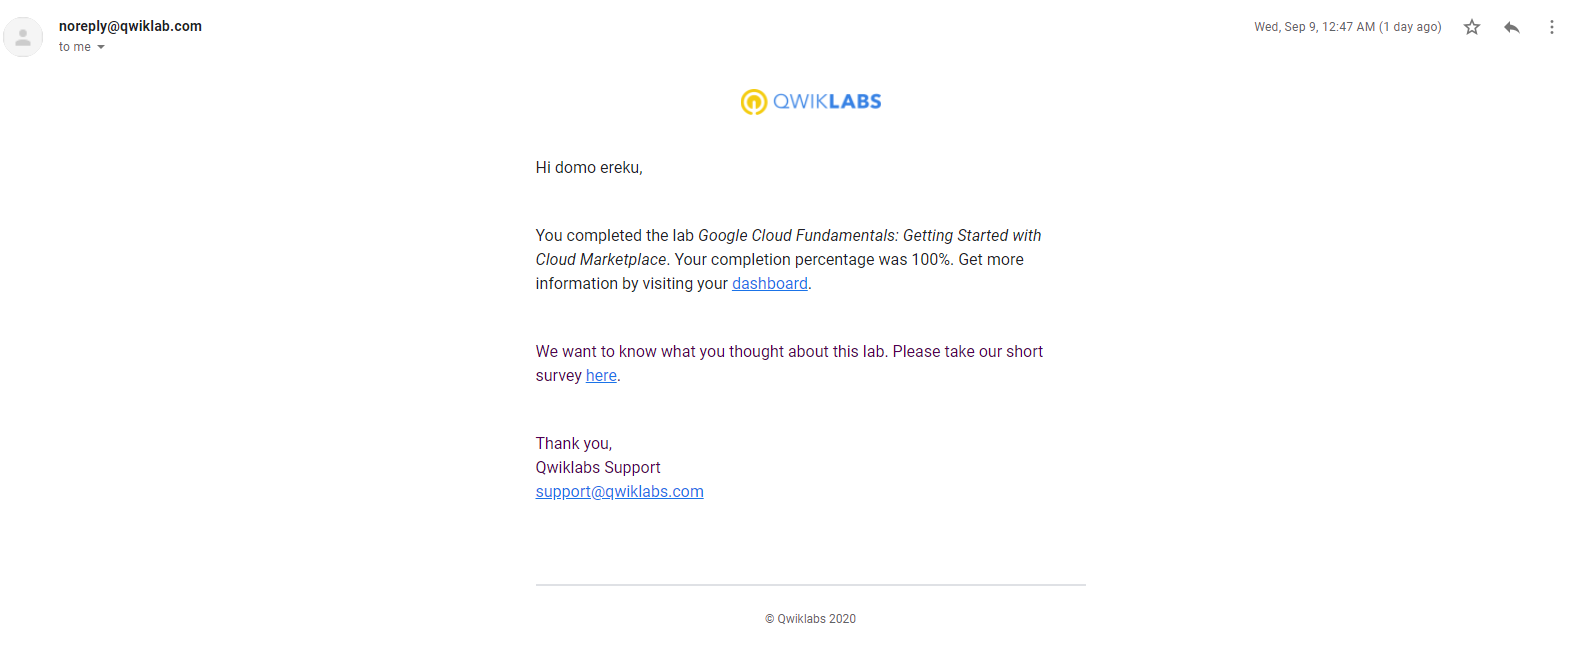 noreply@qwiklab.com
Wed, Sep 9, 12:47 AM (1 day ago)
to me
QWIKLABS
Hi domo ereku,
You completed the lab Google Cloud Fundamentals: Getting Started with
Cloud Marketplace. Your completion percentage was 100%. Get more
information by visiting your dashboard.
We want to know what you thought about this lab. Please take our short
survey here.
Thank you,
Qwiklabs Support
support@qwiklabs.com
© Qwiklabs 2020